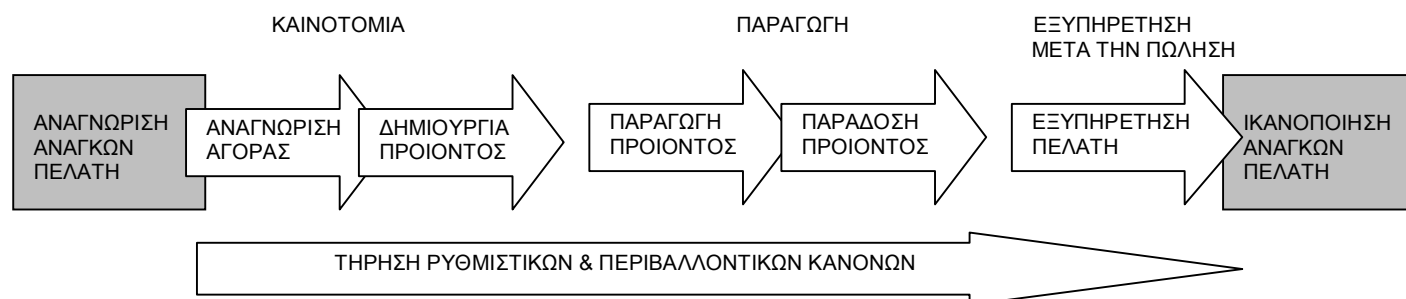 ΚΑΙΝΟΤΟΜΙΑ
ΠΑΡΑΓΩΓΗ
ΕΞΥΠΗΡΕΤΗΣΗ
ΜΕΤΑ ΤΗΝ ΠΩΛΗΣΗ
ΑΝΑΓΝΩΡΙΣΗ
ΑΝΑΓΚΩΝ
ΠΕΛΑΤΗ
ΑΝΑΓΝΩΡΙΣΗ
ΑΓΟΡΑΣ
ΔΗΜΙΟΥΡΓΙΑ
ΠΡΟΙΟΝΤΟΣ
ΠΑΡΑΓΩΓΗ
ΠΡΟΙΟΝΤΟΣ
ΠΑΡΑΔΟΣΗ
ΠΡΟΙΟΝΤΟΣ
ΕΞΥΠΗΡΕΤΗΣΗ
ΠΕΛΑΤΗ
ΙΚΑΝΟΠΟΙΗΣΗ
ΑΝΑΓΚΩΝ
ΠΕΛΑΤΗ
ΤΗΡΗΣΗ ΡΥΘΜΙΣΤΙΚΩΝ & ΠΕΡΙΒΑΛΛΟΝΤΙΚΩΝ ΚΑΝΟΝΩΝ